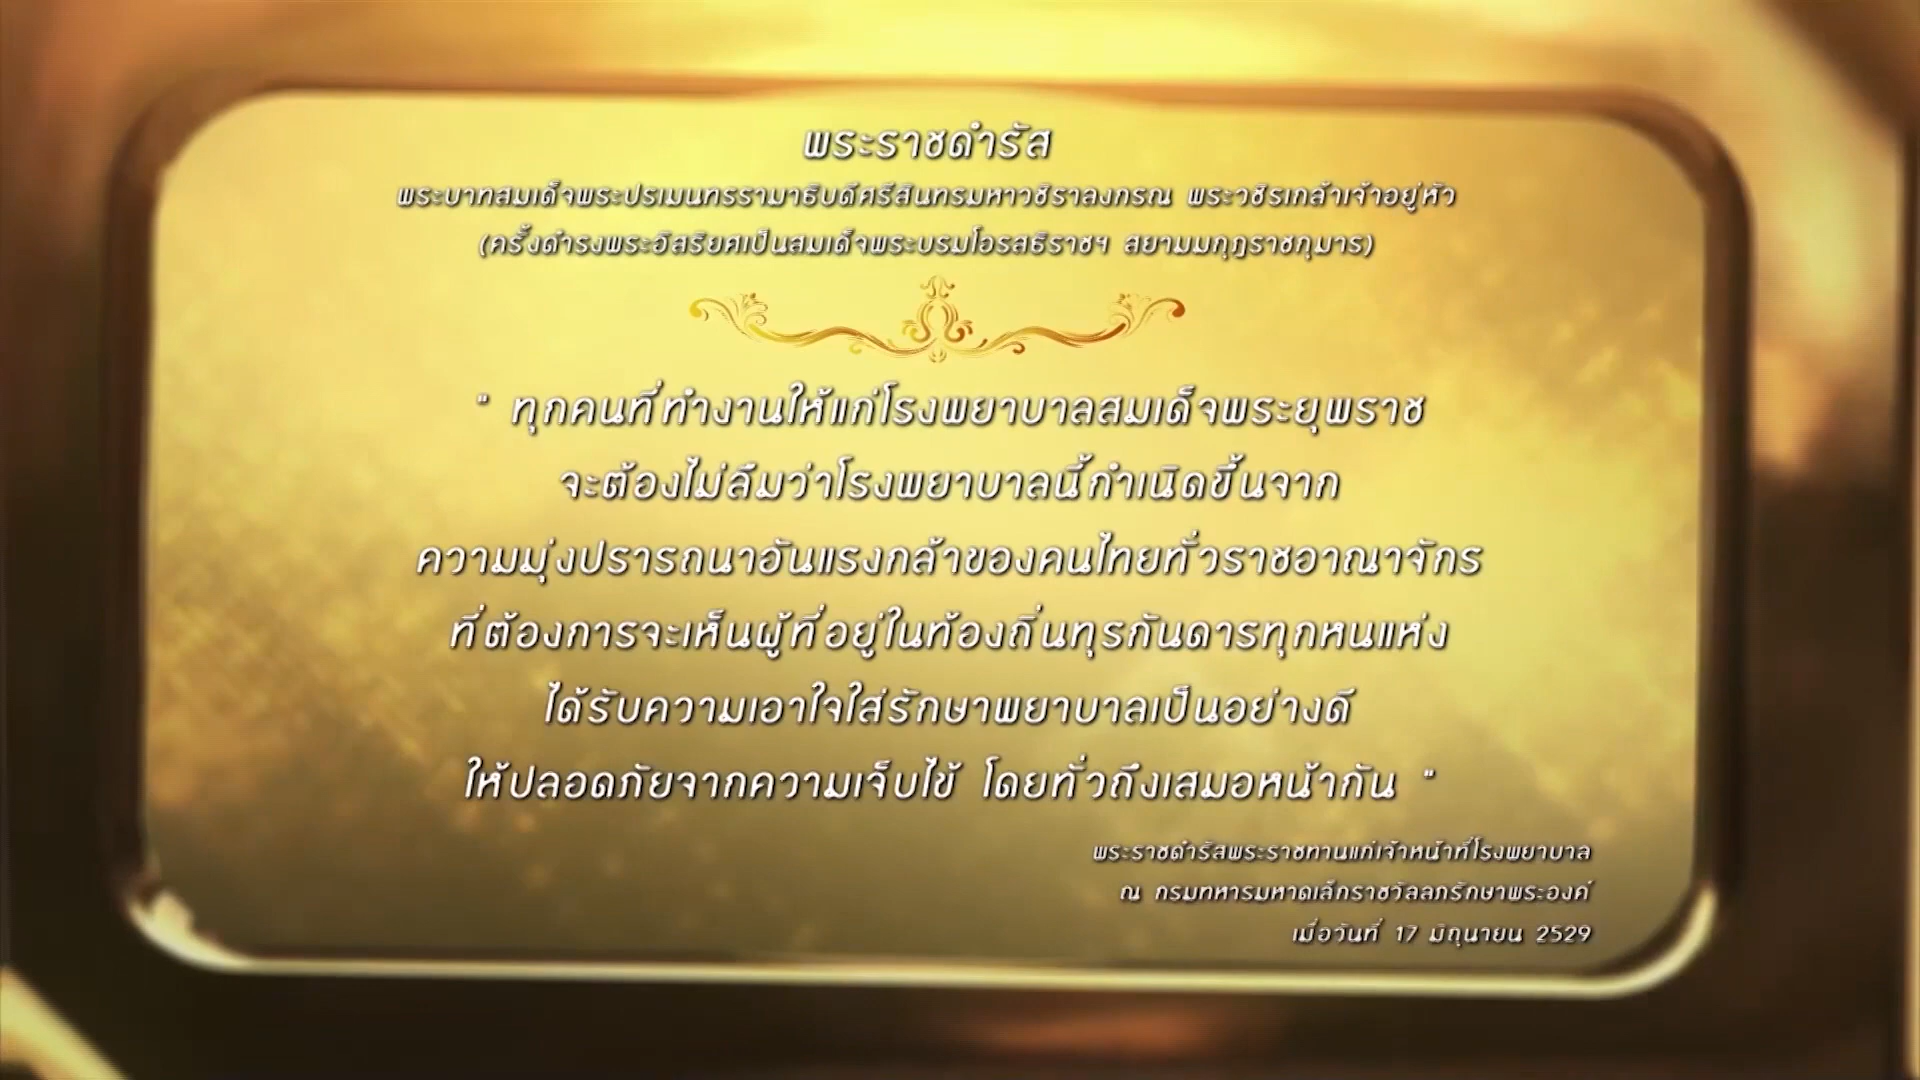 พระราชดำรัส
พระบาทสมเด็จพระปรเมนทรรามาธิบดีศรีสินทรมหาวชิราลงกรณ พระวชิรเกล้าเจ้าอยู่หัว
(ครั้งดำรงพระอิสริยศเป็นสมเด็จพระบรมโอรสธิราชฯ สยามมกุฎราชกุมาร)
" ทุกคนที่ทำงานให้แก่โรงพยาบาลสมเด็จพระยุพราช
จะต้องไม่ลืมว่าโรงพยาบาลนี้กำเนิดขึ้นจาก
ความมุ่งปรารถนาอันแรงกล้าของคนไทยทั่วราชอาณาจักร
ที่ต้องการจะเห็นผู้ที่อยู่ในท้องถิ่นทุรกันดารทุกหนแห่ง
ได้รับความเอาใจใส่รักษาพยาบาลเป็นอย่างดี
ให้ปลอดภัยจากความเจ็บไข้ โดยทั่วถึงเสมอหน้ากัน "
พระราชดำรัสพระราชทานแก่เจ้าหน้าที่โรงพยาบาล
ณ กรมทหารมหาดเล็กราชวัลลภรักษาพระองค์
เมื่อวันที่ 17 มิถุนายน 2529